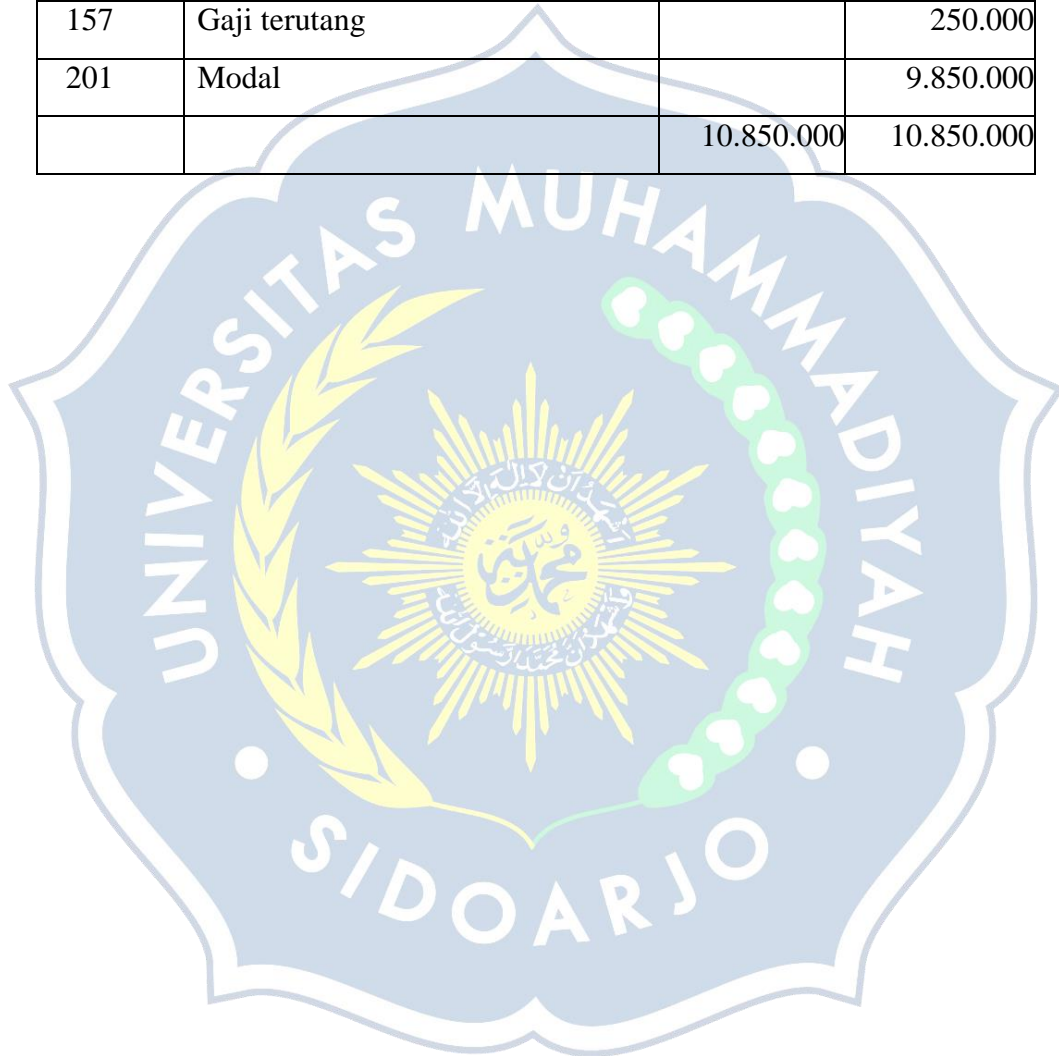 157 Gaji terutang 250.000
201 Modal 9.850.000
10.850.000 10.850.000
UNIVERSITAS MUHAMMADIYAH
SIDOARJO